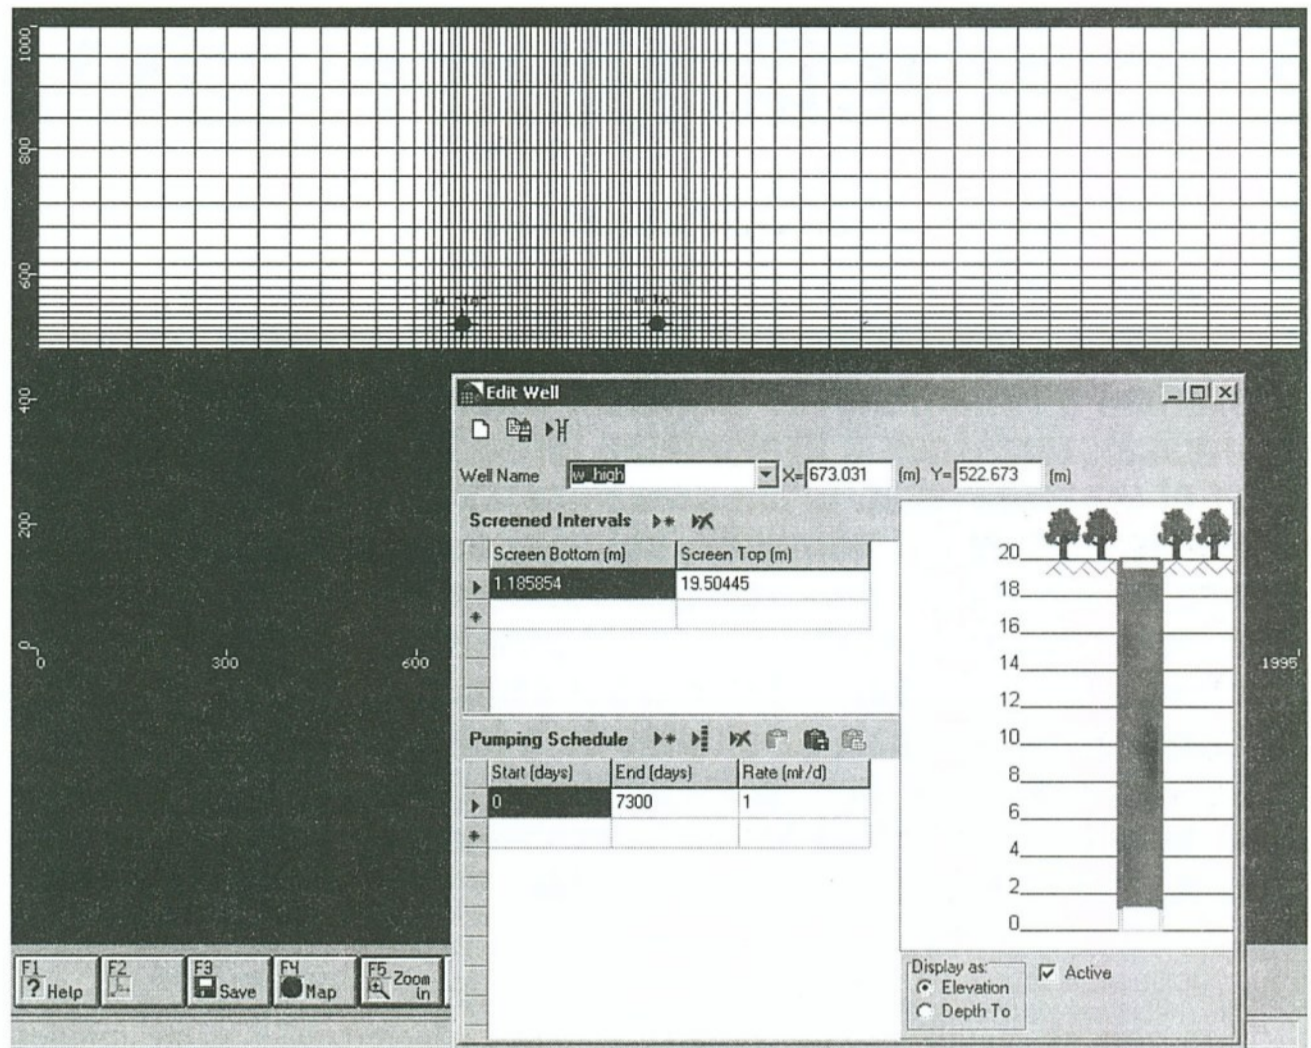 1000
800
600
400
200
0
0 300 600
1995
Edit Well
Well Name w_high X= 673.031 (m) Y= 522.673 (m)
Screened Intervals
Screen Bottom (m) Screen Top (m)
1.185854 19.50445
Pumping Schedule
Start (days) End (days) Rate (m³/d)
0 7300 1
20
18
16
14
12
10
8
6
4
2
0
Display as:
Elevation
Depth To
Active
F1 ? Help
F2
F3 Save
F4 Map
F5 Zoom In